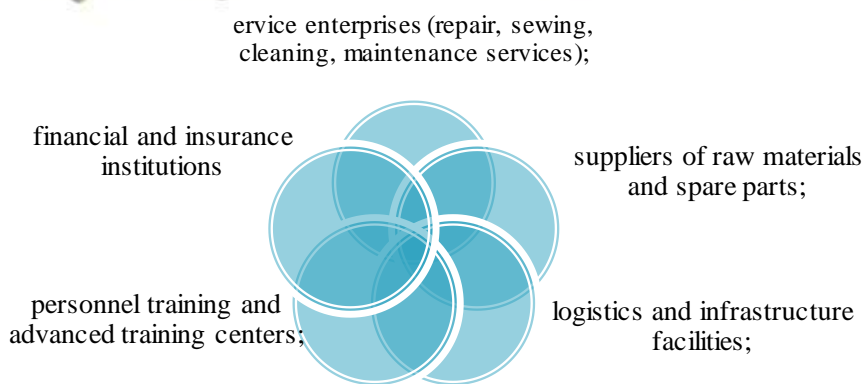 ervice enterprises (repair, sewing,
cleaning, maintenance services);
financial and insurance
institutions
suppliers of raw materials
and spare parts;
personnel training and
advanced training centers;
logistics and infrastructure
facilities;